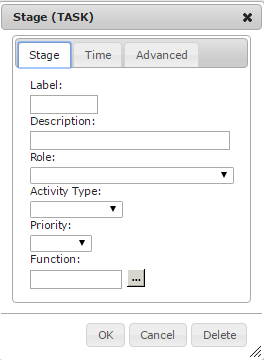 Stage (TASK)
Stage Time Advanced
Label:
Description:
Role:
Activity Type:
Priority:
Function:
...
OK Cancel Delete